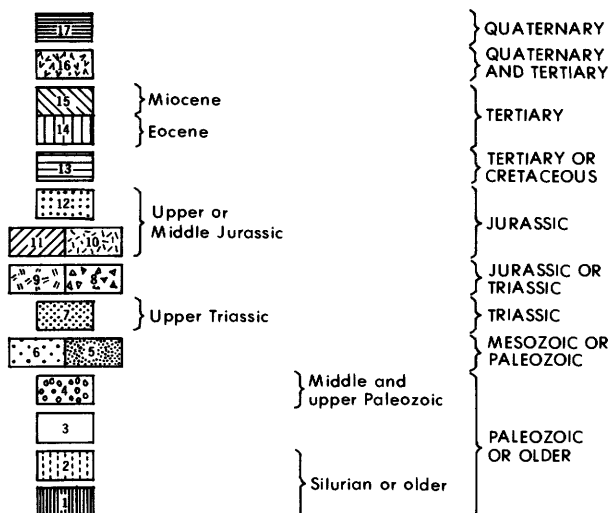 17 QUATERNARY
16 QUATERNARY
AND TERTIARY
15 Miocene
TERTIARY
14 Eocene
13 TERTIARY OR
CRETACEOUS
12 Upper or
Middle Jurassic
JURASSIC
11 10
9 8 JURASSIC OR
TRIASSIC
7 Upper Triassic TRIASSIC
6 5 MESOZOIC OR
PALEOZOIC
4 Middle and
upper Paleozoic
3 PALEOZOIC
OR OLDER
2
Silurian or older
1